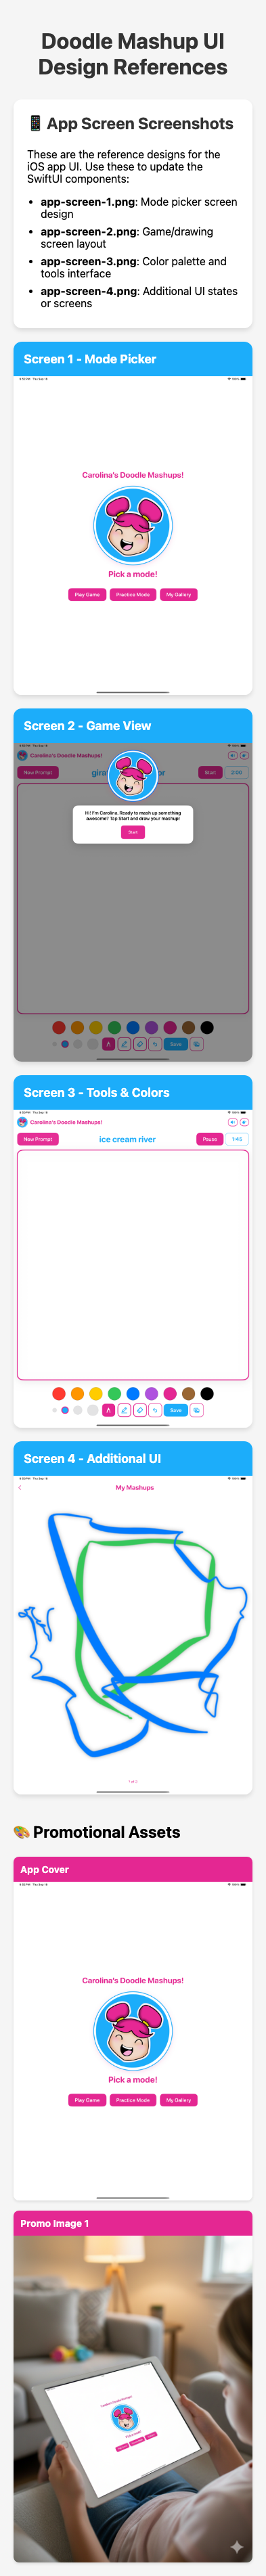 Doodle Mashup UI
Design References
📱 App Screen Screenshots
These are the reference designs for the
iOS app UI. Use these to update the
SwiftUI components:
• app-screen-1.png: Mode picker screen
design
• app-screen-2.png: Game/drawing
screen layout
• app-screen-3.png: Color palette and
tools interface
• app-screen-4.png: Additional UI states
or screens
Screen 1 - Mode Picker
Carolina's Doodle Mashups!
Pick a mode!
Play Game Practice Mode My Gallery
Screen 2 - Game View
Carolina's Doodle Mashups!
New Prompt Start 2:00
Hi! I'm Carolina. Ready to mash up something
awesome? Tap Start and draw your mashup!
Start
Save
Screen 3 - Tools & Colors
Carolina's Doodle Mashups!
New Prompt ice cream river Pause 1:45
Save
Screen 4 - Additional UI
My Mashups
🎨 Promotional Assets
App Cover
Carolina's Doodle Mashups!
Pick a mode!
Play Game Practice Mode My Gallery
Promo Image 1